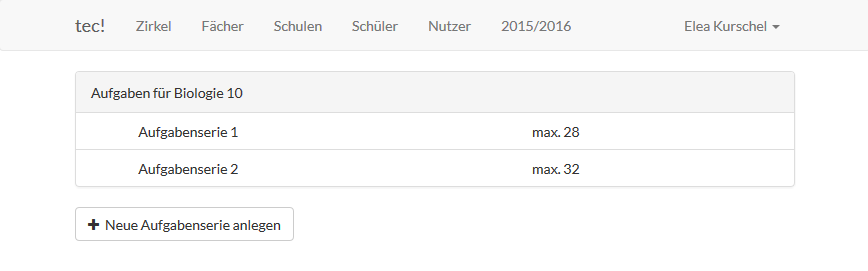 tec! Zirkel Fächer Schulen Schüler Nutzer 2015/2016 Elea Kurschel
Aufgaben für Biologie 10
Aufgabenserie 1 max. 28
Aufgabenserie 2 max. 32
Neue Aufgabenserie anlegen